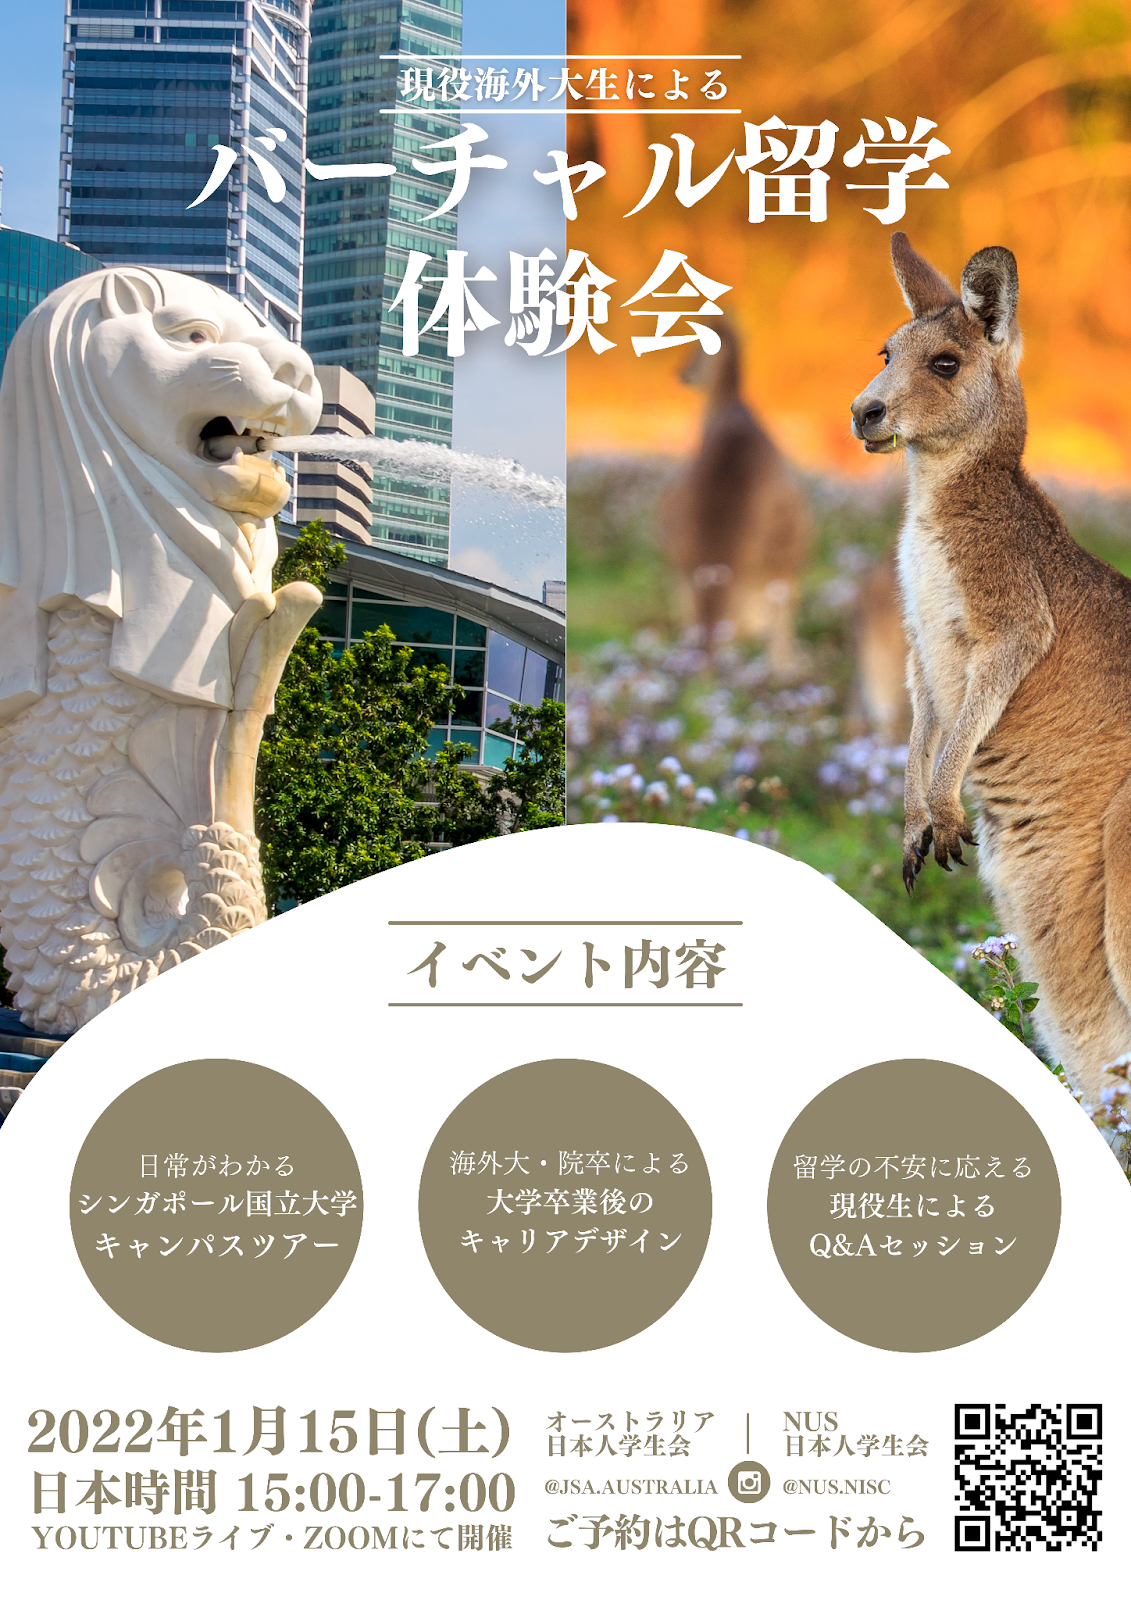 現役海外大生による
バーチャル留学
体験会
イベント内容
日常がわかる
シンガポール国立大学
キャンパスツアー
海外大・院卒による
大学卒業後の
キャリアデザイン
留学の不安に応える
現役生による
Q&Aセッション
2022年1月15日(土)
日本時間 15:00-17:00
YOUTUBEライブ・ZOOMにて開催
オーストラリア
日本人学生会
@JSA.AUSTRALIA
NUS
日本人学生会
@NUS.NISC
ご予約はQRコードから